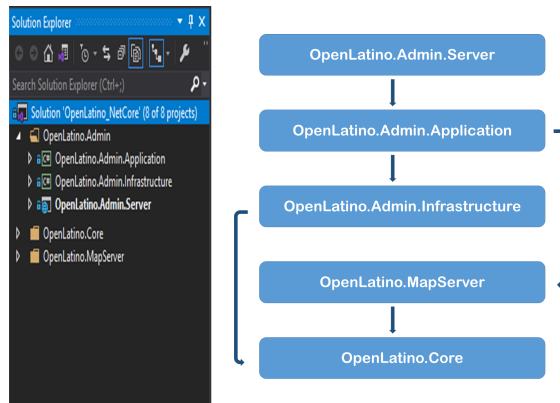 Solution Explorer
Search Solution Explorer (Ctrl+;)
Solution 'OpenLatino_NetCore' (8 of 8 projects)
OpenLatino.Admin
OpenLatino.Admin.Application
OpenLatino.Admin.Infrastructure
OpenLatino.Admin.Server
OpenLatino.Core
OpenLatino.MapServer
OpenLatino.Admin.Server
OpenLatino.Admin.Application
OpenLatino.Admin.Infrastructure
OpenLatino.MapServer
OpenLatino.Core